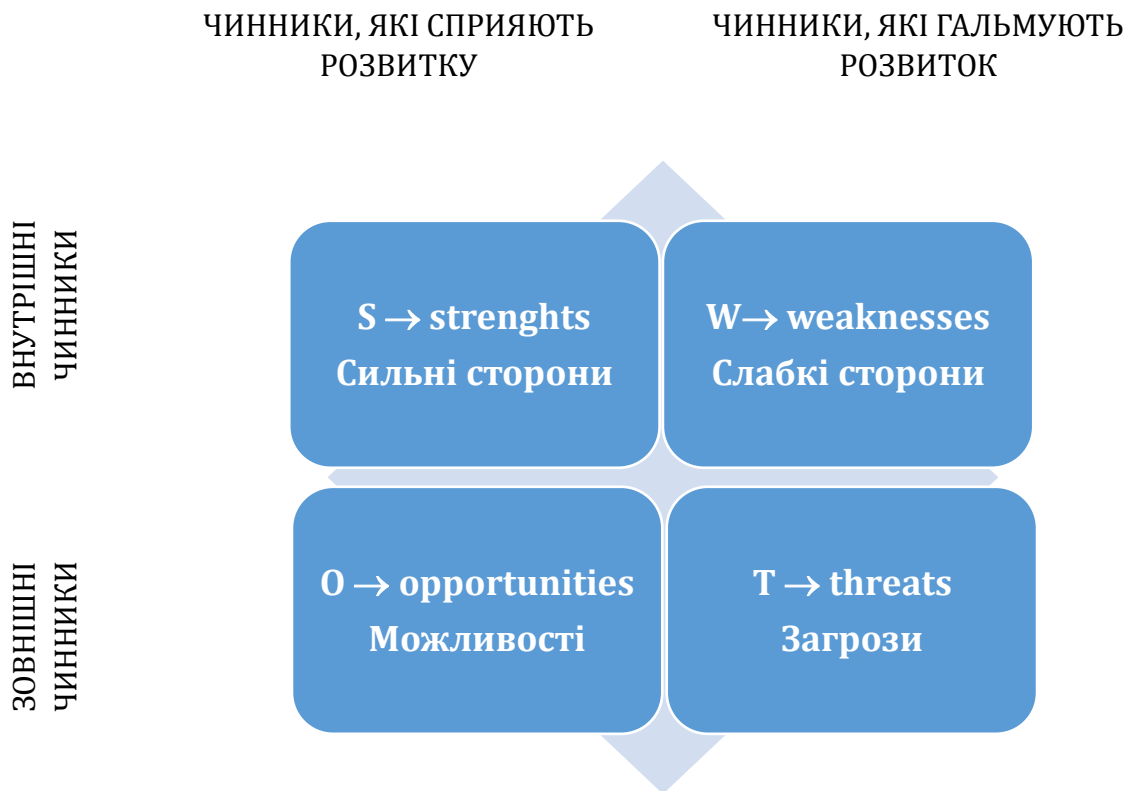 ЧИННИКИ, ЯКІ СПРИЯЮТЬ
РОЗВИТКУ
ЧИННИКИ, ЯКІ ГАЛЬМУЮТЬ
РОЗВИТОК
ВНУТРІШНІ
ЧИННИКИ
S → strenghts
Сильні сторони
W→ weaknesses
Слабкі сторони
ЗОВНІШНІ
ЧИННИКИ
O → opportunities
Можливості
T → threats
Загрози